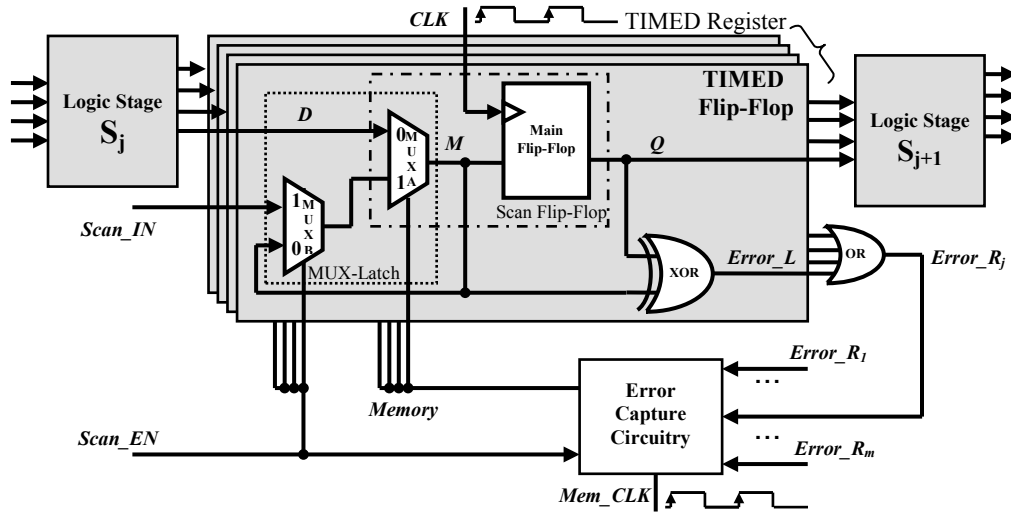 CLK
TIMED Register
Logic Stage
Sj
TIMED
Flip-Flop
Logic Stage
Sj+1
D
0
MUXA
1
M
Main
Flip-Flop
Q
Scan Flip-Flop
Scan_IN
1
MUXB
0
MUX-Latch
XOR
Error_L
OR
Error_Rj
Error_R1
...
Error
Capture
Circuitry
Memory
...
Scan_EN
Error_Rm
Mem_CLK